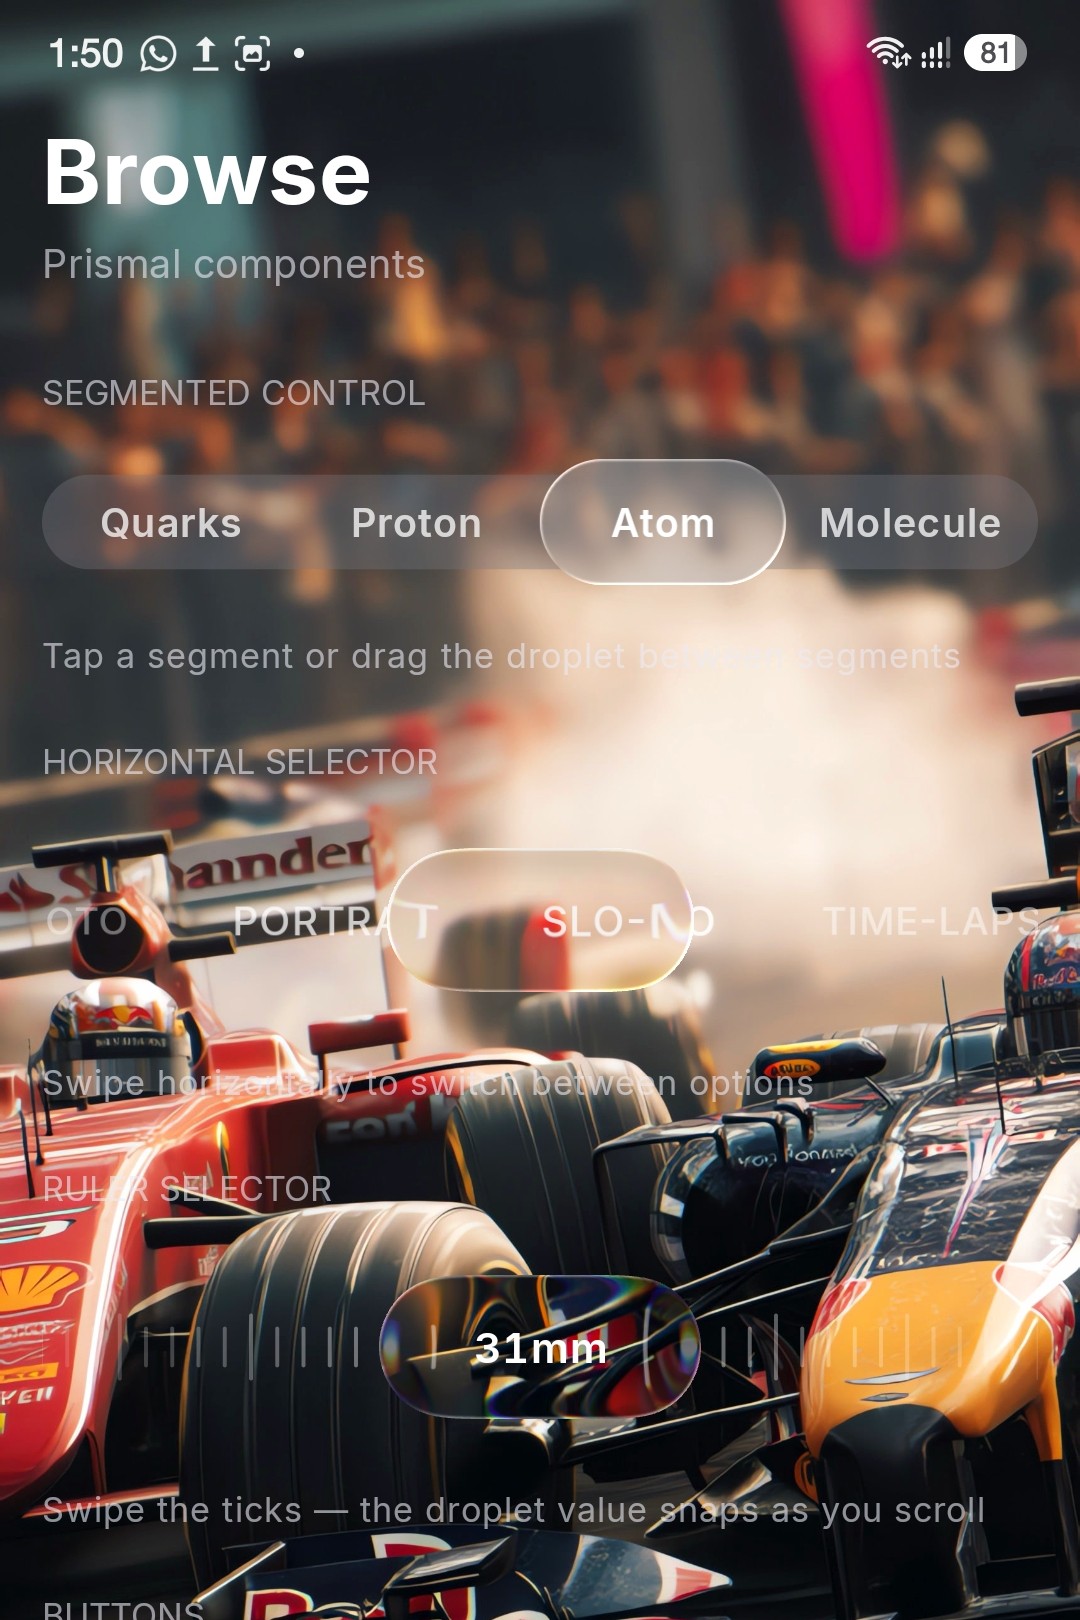 1:50
81
Browse
Prismal components
SEGMENTED CONTROL
Quarks Proton Atom Molecule
Tap a segment or drag the droplet between segments
HORIZONTAL SELECTOR
ander
OTO PORTRAIT SLO-MO TIME-LAPS
Swipe horizontally to switch between options
RULER SELECTOR
31mm
Swipe the ticks — the droplet value snaps as you scroll
BUTTONS